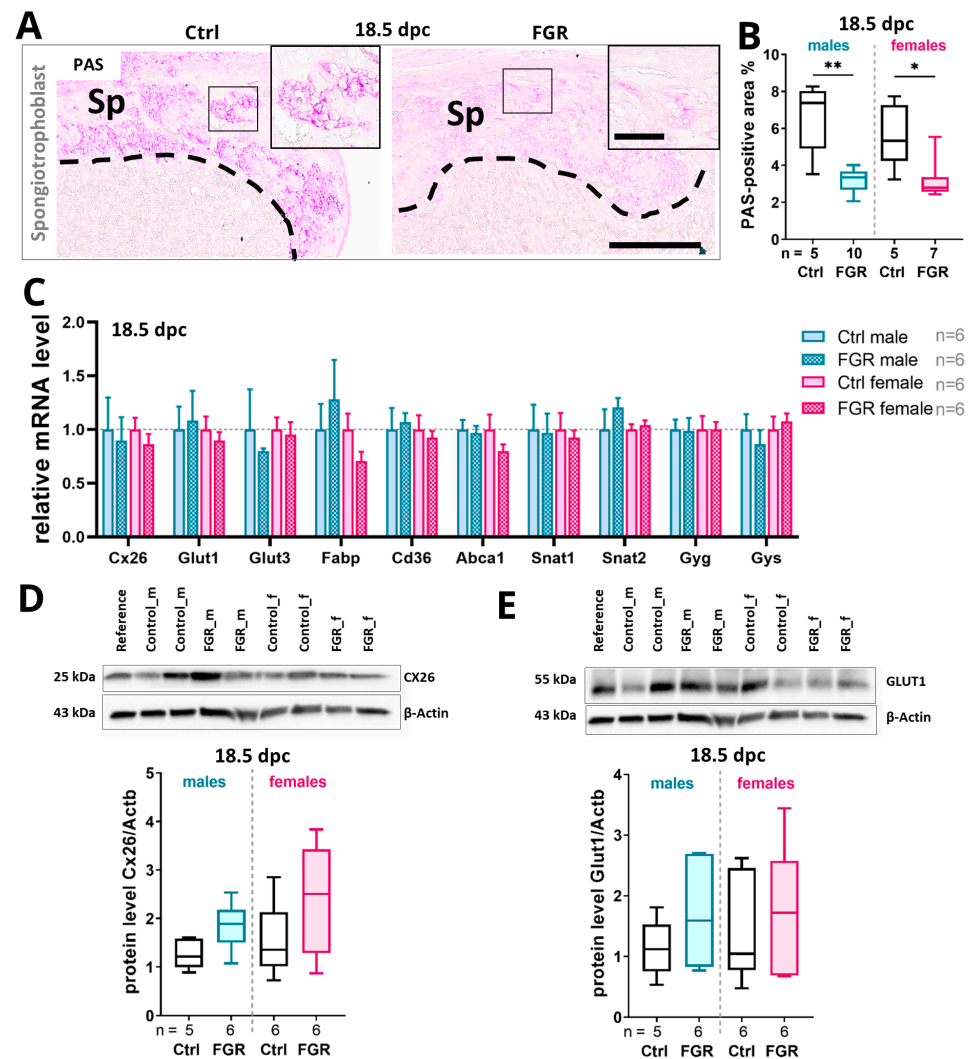 A
Ctrl
18.5 dpc
FGR
Spongiotrophoblast
PAS
Sp
Sp
B
18.5 dpc
males
females
**
*
PAS-positive area %
10
8
6
4
2
0
n = 5 10 5 7
Ctrl FGR Ctrl FGR
C
18.5 dpc
relative mRNA level
2.0
1.5
1.0
0.5
0.0
Cx26 Glut1 Glut3 Fabp Cd36 Abca1 Snat1 Snat2 Gyg Gys
Ctrl male n=6
FGR male n=6
Ctrl female n=6
FGR female n=6
D
Reference
Control_m
Control_m
FGR_m
FGR_m
Control_f
Control_f
FGR_f
FGR_f
25 kDa
CX26
43 kDa
β-Actin
18.5 dpc
males
females
protein level Cx26/Actb
5
4
3
2
1
0
n = 5 6 6 6
Ctrl FGR Ctrl FGR
E
Reference
Control_m
Control_m
FGR_m
FGR_m
Control_f
Control_f
FGR_f
FGR_f
55 kDa
GLUT1
43 kDa
β-Actin
18.5 dpc
males
females
protein level Glut1/Actb
4
3
2
1
0
n = 5 6 6 6
Ctrl FGR Ctrl FGR